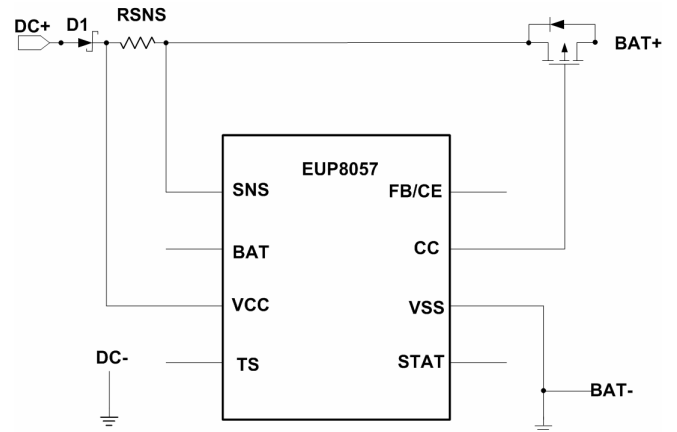 DC+ D1 RSNS
BAT+
EUP8057
SNS FB/CE
BAT CC
VCC VSS
TS STAT
DC-
BAT-